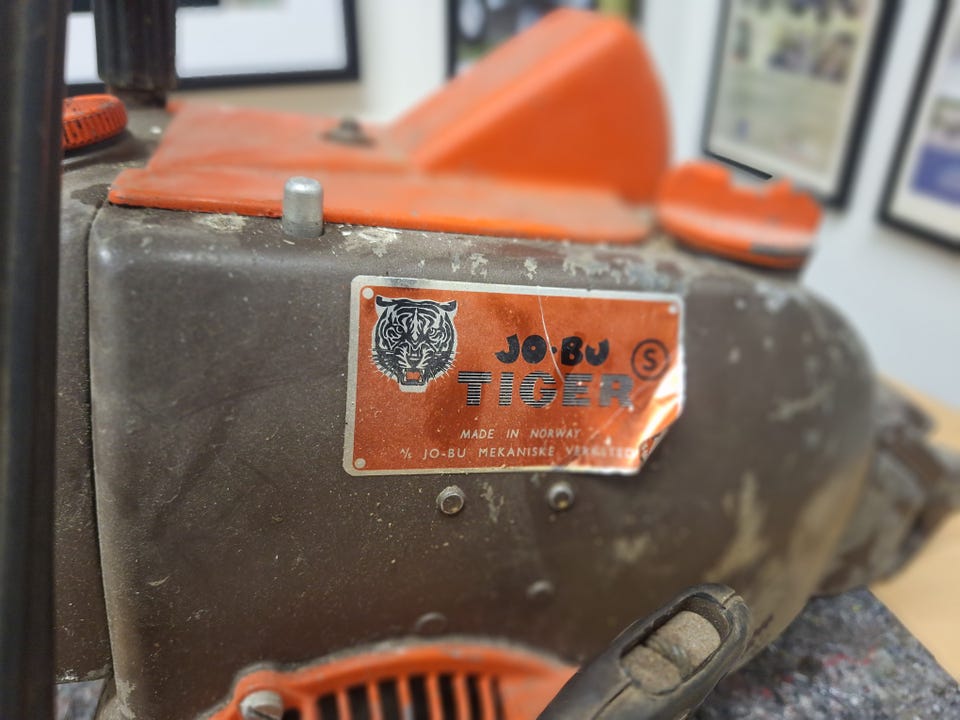 JO-BU
TIGER S
MADE IN NORWAY
A/S JO-BU MEKANISKE